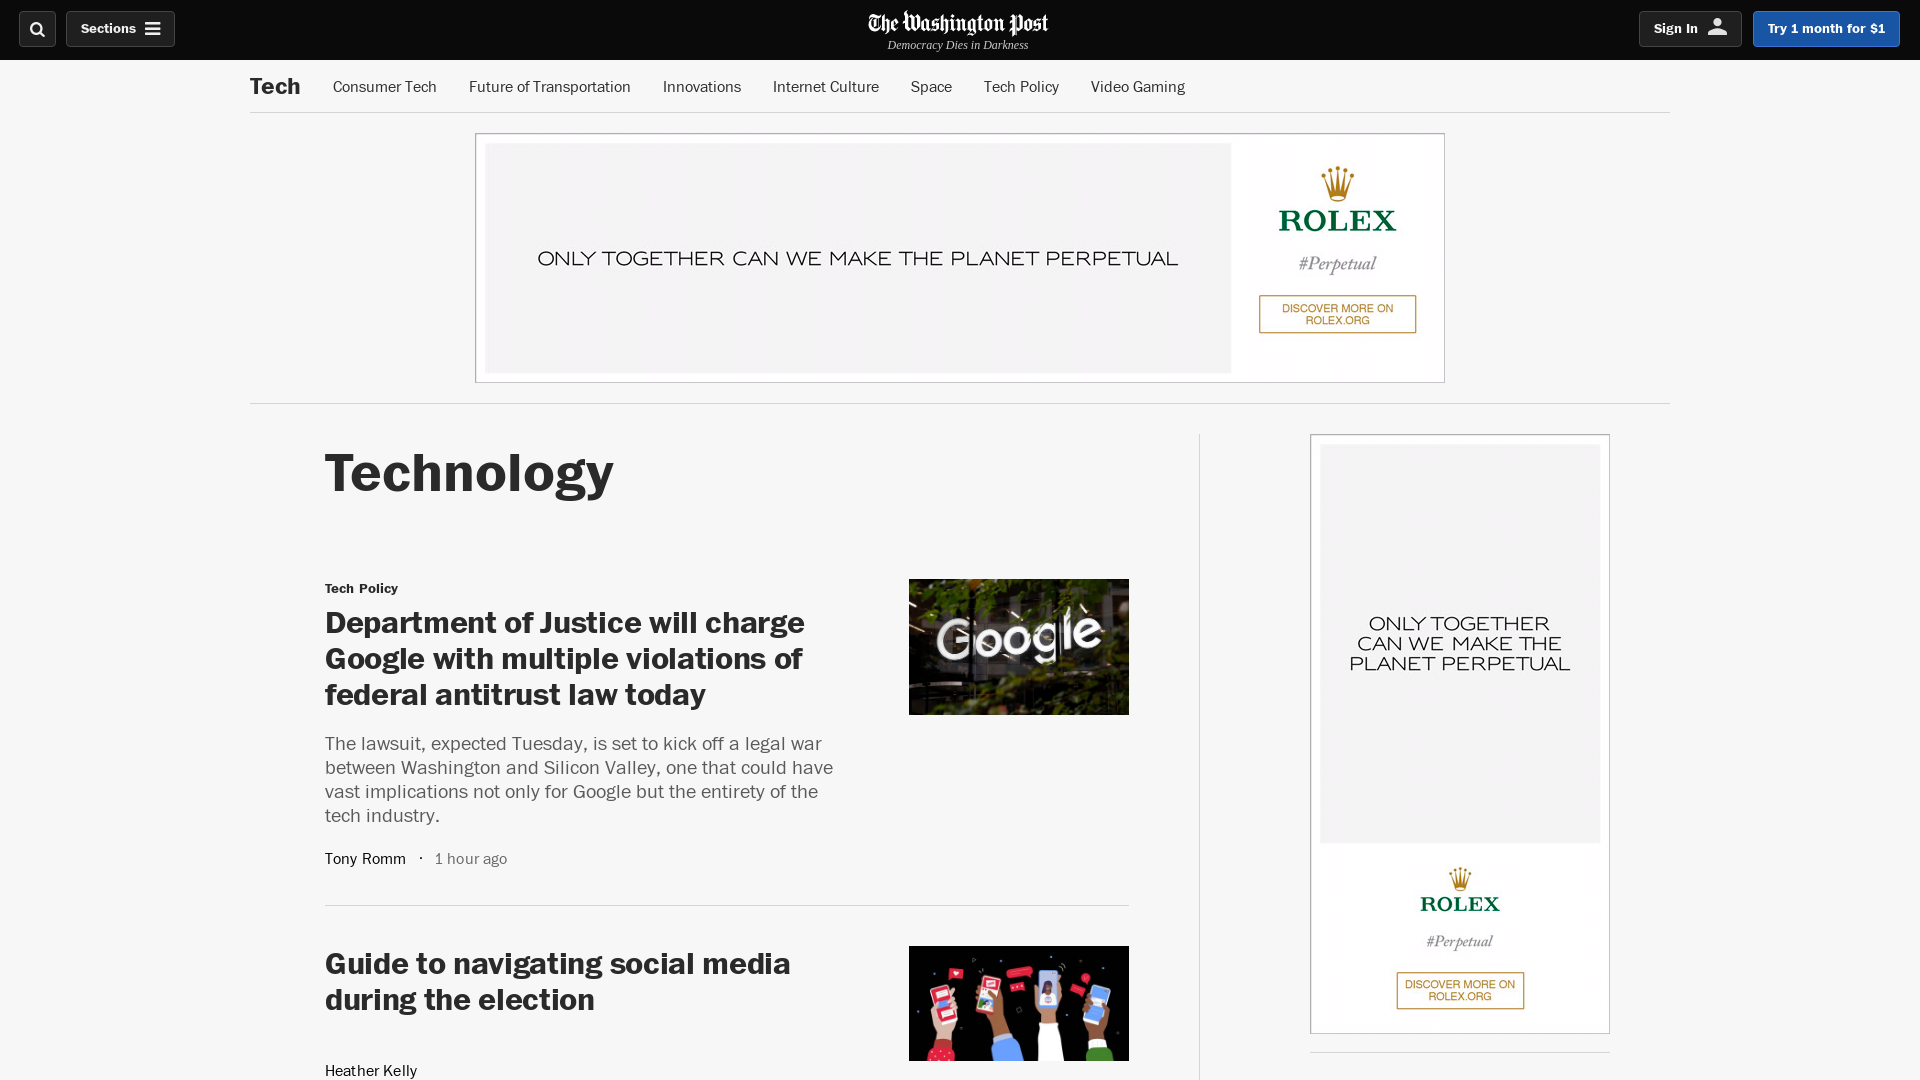 Sections
The Washington Post
Democracy Dies in Darkness
Sign In
Try 1 month for $1
Tech
Consumer Tech
Future of Transportation
Innovations
Internet Culture
Space
Tech Policy
Video Gaming
ONLY TOGETHER CAN WE MAKE THE PLANET PERPETUAL
ROLEX
#Perpetual
DISCOVER MORE ON
ROLEX.ORG
Technology
Tech Policy
Department of Justice will charge
Google with multiple violations of
federal antitrust law today
The lawsuit, expected Tuesday, is set to kick off a legal war
between Washington and Silicon Valley, one that could have
vast implications not only for Google but the entirety of the
tech industry.
Tony Romm · 1 hour ago
Google
Guide to navigating social media
during the election
Heather Kelly
ONLY TOGETHER
CAN WE MAKE THE
PLANET PERPETUAL
ROLEX
#Perpetual
DISCOVER MORE ON
ROLEX.ORG